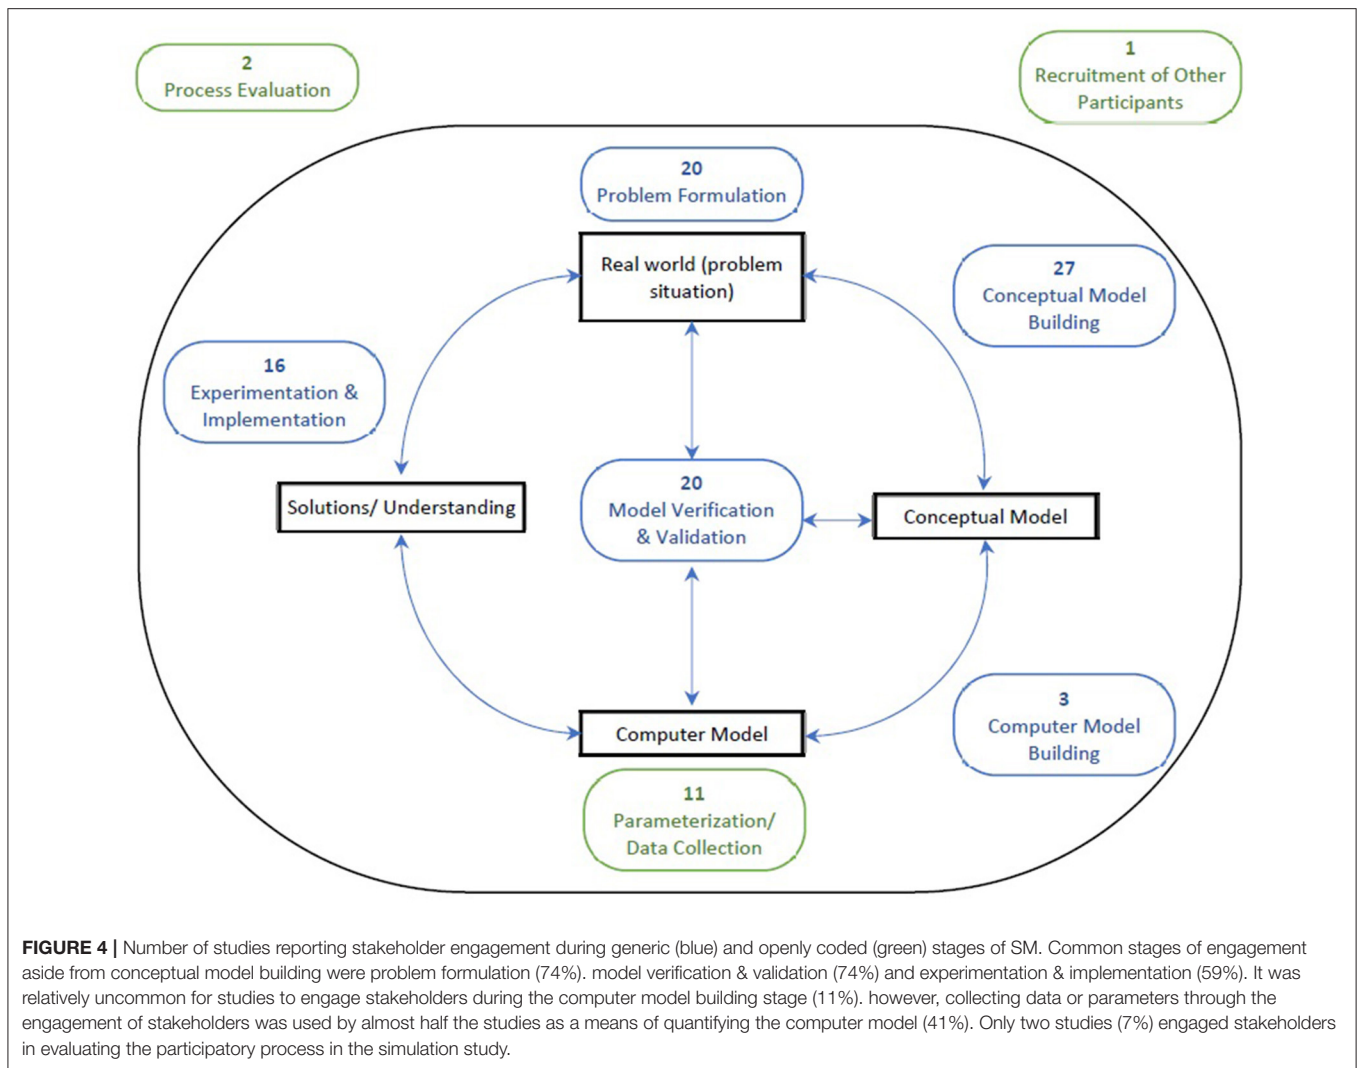 2
Process Evaluation
1
Recruitment of Other
Participants
20
Problem Formulation
Real world (problem
situation)
27
Conceptual Model
Building
16
Experimentation &
Implementation
Solutions/ Understanding
20
Model Verification
& Validation
Conceptual Model
3
Computer Model
Building
Computer Model
11
Parameterization/
Data Collection
FIGURE 4 | Number of studies reporting stakeholder engagement during generic (blue) and openly coded (green) stages of SM. Common stages of engagement
aside from conceptual model building were problem formulation (74%). model verification & validation (74%) and experimentation & implementation (59%). It was
relatively uncommon for studies to engage stakeholders during the computer model building stage (11%). however, collecting data or parameters through the
engagement of stakeholders was used by almost half the studies as a means of quantifying the computer model (41%). Only two studies (7%) engaged stakeholders
in evaluating the participatory process in the simulation study.